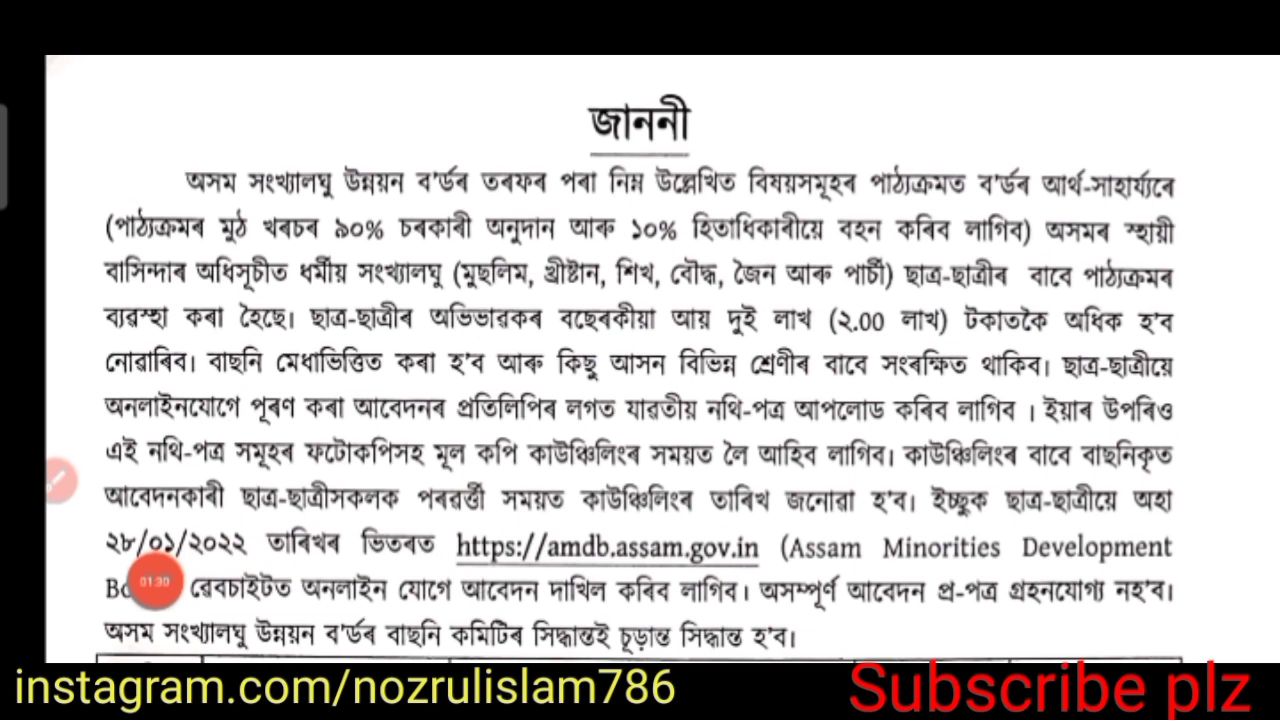 জাননী
অসম সংখ্যালঘু উন্নয়ন ব'ৰ্ডৰ তৰফৰ পৰা নিম্ন উল্লেখিত বিষয়সমূহৰ পাঠ্যক্ৰমত ব'ৰ্ডৰ আৰ্থ-সাহাৰ্য্যৰে
(পাঠ্যক্ৰমৰ মুঠ খৰচৰ ৯০% চৰকাৰী অনুদান আৰু ১০% হিতাধিকাৰীয়ে বহন কৰিব লাগিব) অসমৰ স্হায়ী
বাসিন্দাৰ অধিসূচীত ধৰ্মীয় সংখ্যালঘু (মুছলিম, খ্ৰীষ্টান, শিখ, বৌদ্ধ, জৈন আৰু পাৰ্চী) ছাত্ৰ-ছাত্ৰীৰ বাবে পাঠ্যক্ৰমৰ
ব্যৱস্হা কৰা হৈছে। ছাত্ৰ-ছাত্ৰীৰ অভিভাৱকৰ বছেৰকীয়া আয় দুই লাখ (২.00 লাখ) টকাতকৈ অধিক হ'ব
নোৱাৰিব। বাছনি মেধাভিত্তিত কৰা হ'ব আৰু কিছু আসন বিভিন্ন শ্ৰেণীৰ বাবে সংৰক্ষিত থাকিব। ছাত্ৰ-ছাত্ৰীয়ে
অনলাইনযোগে পূৰণ কৰা আবেদনৰ প্ৰতিলিপিৰ লগত যাৱতীয় নথি-পত্ৰ আপলোড কৰিব লাগিব । ইয়াৰ উপৰিও
এই নথি-পত্ৰ সমূহৰ ফটোকপিসহ মূল কপি কাউঞ্চিলিংৰ সময়ত লৈ আহিব লাগিব। কাউঞ্চিলিংৰ বাবে বাছনিকৃত
আবেদনকাৰী ছাত্ৰ-ছাত্ৰীসকলক পৰৱৰ্ত্তী সময়ত কাউঞ্চিলিংৰ তাৰিখ জনোৱা হ'ব। ইচ্ছুক ছাত্ৰ-ছাত্ৰীয়ে অহা
২৮/০১/২০২২ তাৰিখৰ ভিতৰত https://amdb.assam.gov.in (Assam Minorities Development
01:30 ৱেবচাইটত অনলাইন যোগে আবেদন দাখিল কৰিব লাগিব। অসম্পূৰ্ণ আবেদন প্ৰ-পত্ৰ গ্ৰহনযোগ্য নহ'ব।
অসম সংখ্যালঘু উন্নয়ন ব'ৰ্ডৰ বাছনি কমিটিৰ সিদ্ধান্তই চূড়ান্ত সিদ্ধান্ত হ'ব।
instagram.com/nozrulislam786 Subscribe plz